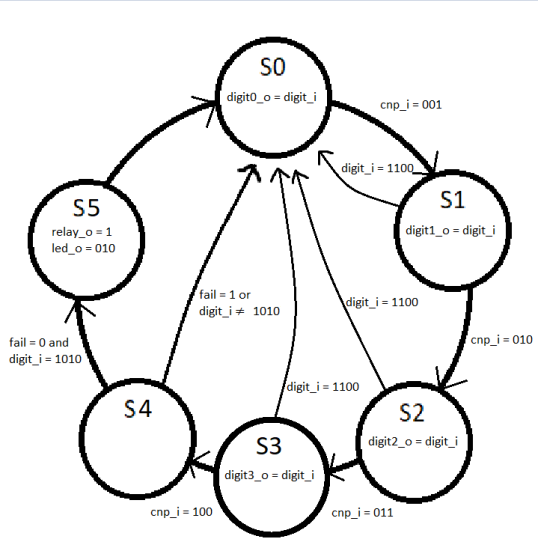 S0
digit0_o = digit_i
cnp_i = 001
digit_i = 1100
S1
digit1_o = digit_i
S5
relay_o = 1
led_o = 010
fail = 1 or
digit_i ≠ 1010
digit_i = 1100
cnp_i = 010
fail = 0 and
digit_i = 1010
digit_i = 1100
S4
S2
digit2_o = digit_i
S3
digit3_o = digit_i
cnp_i = 100
cnp_i = 011